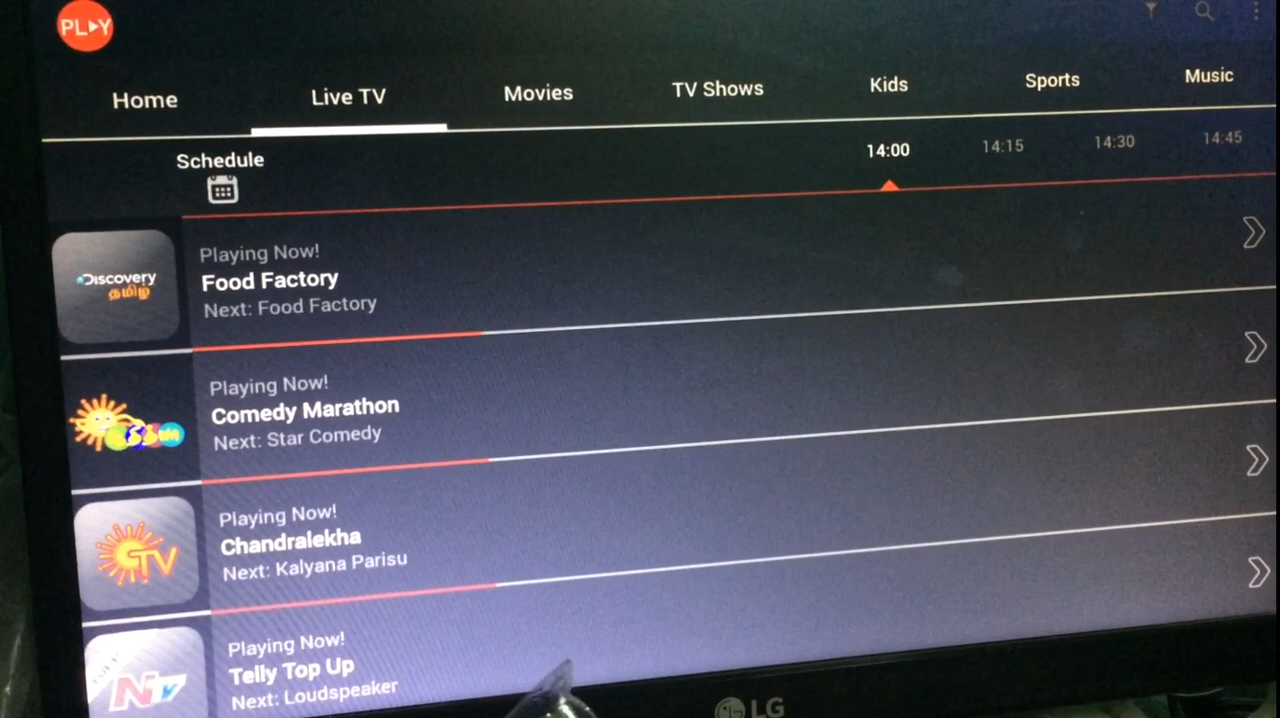 PLAY
Home Live TV Movies TV Shows Kids Sports Music
Schedule 14:00 14:15 14:30 14:45
Discovery
தமிழ்
Playing Now!
Food Factory
Next: Food Factory
Playing Now!
Comedy Marathon
Next: Star Comedy
TV
Playing Now!
Chandralekha
Next: Kalyana Parisu
Playing Now!
Telly Top Up
Next: Loudspeaker
LG